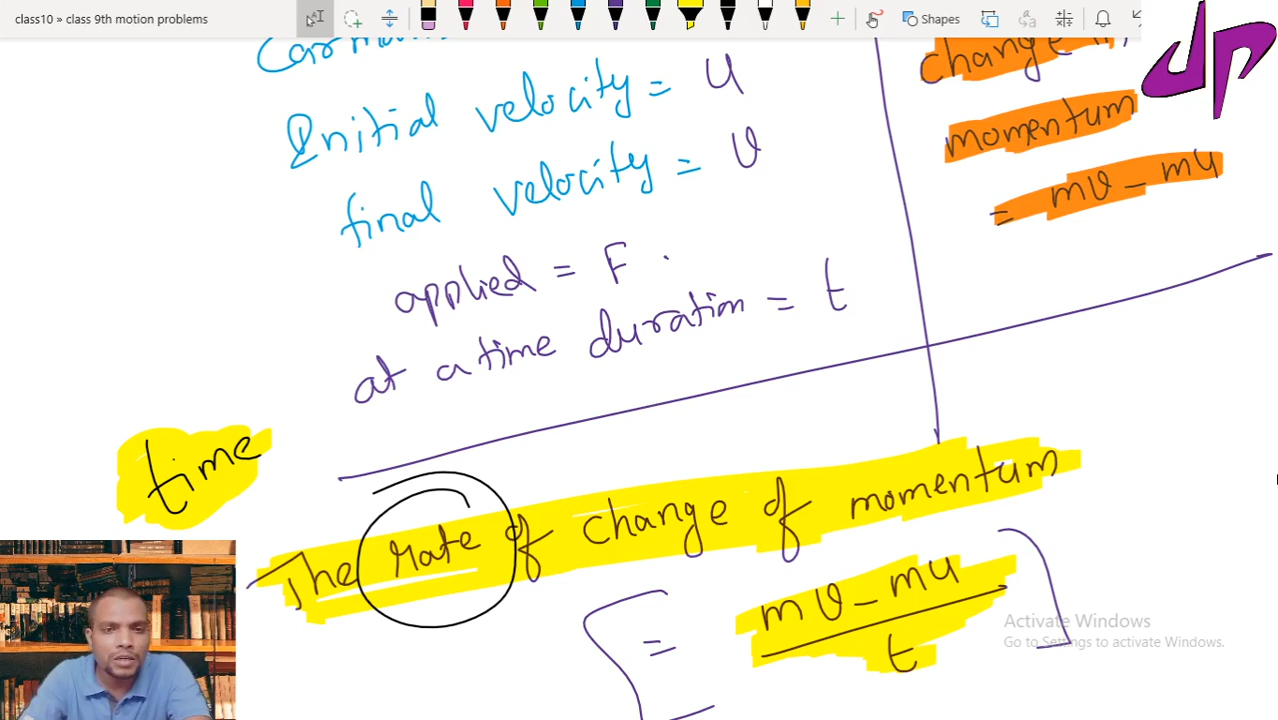 class10 » class 9th motion problems
Shapes
Initial velocity = u
final velocity = v
applied = F
at a time duration = t
change
momentum
= mv - mu
time
The rate of change of momentum
= mv - mu
t
Activate Windows
Go to Settings to activate Windows.
dp